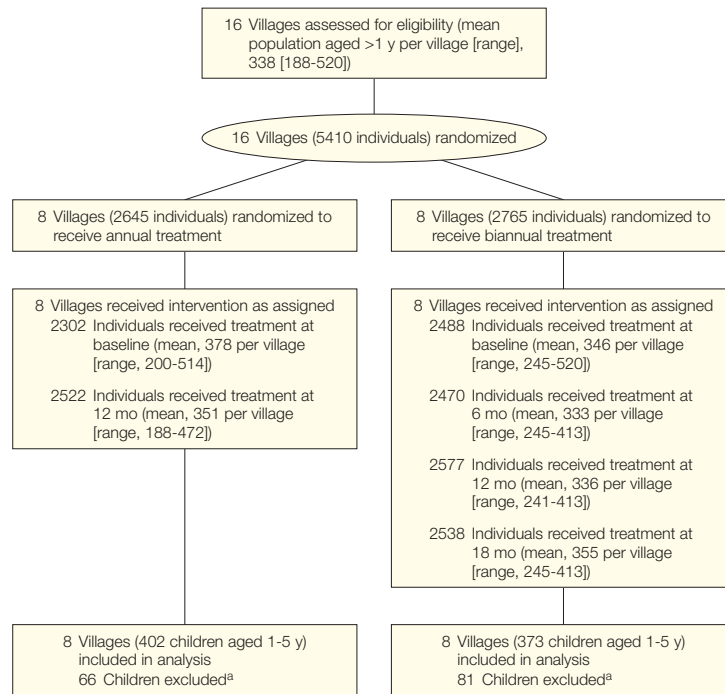 16 Villages assessed for eligibility (mean
population aged >1 y per village [range],
338 [188-520])
16 Villages (5410 individuals) randomized
8 Villages (2645 individuals) randomized to
receive annual treatment
8 Villages (2765 individuals) randomized to
receive biannual treatment
8 Villages received intervention as assigned
2302 Individuals received treatment at
baseline (mean, 378 per village
[range, 200-514])
2522 Individuals received treatment at
12 mo (mean, 351 per village
[range, 188-472])
8 Villages received intervention as assigned
2488 Individuals received treatment at
baseline (mean, 346 per village
[range, 245-520])
2470 Individuals received treatment at
6 mo (mean, 333 per village
[range, 245-413])
2577 Individuals received treatment at
12 mo (mean, 336 per village
[range, 241-413])
2538 Individuals received treatment at
18 mo (mean, 355 per village
[range, 245-413])
8 Villages (402 children aged 1-5 y)
included in analysis
66 Children excludedᵃ
8 Villages (373 children aged 1-5 y)
included in analysis
81 Children excludedᵃ